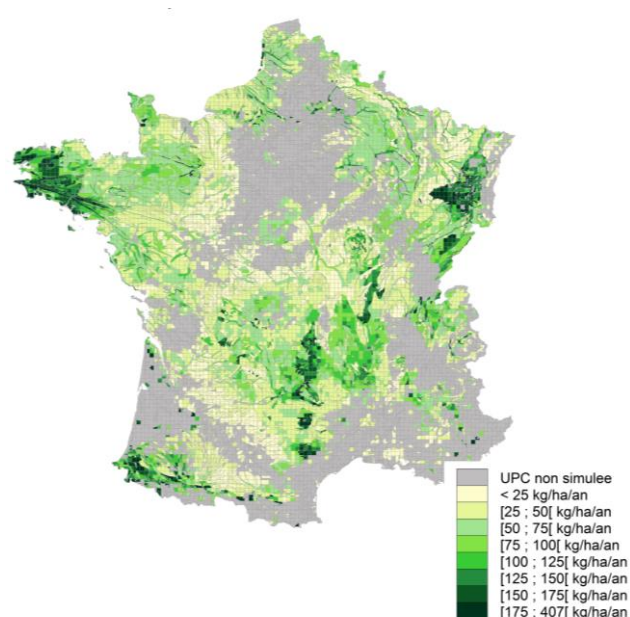 UPC non simulee
< 25 kg/ha/an
[25 ; 50[ kg/ha/an
[50 ; 75[ kg/ha/an
[75 ; 100[ kg/ha/an
[100 ; 125[ kg/ha/an
[125 ; 150[ kg/ha/an
[150 ; 175[ kg/ha/an
[175 ; 407[ kg/ha/an